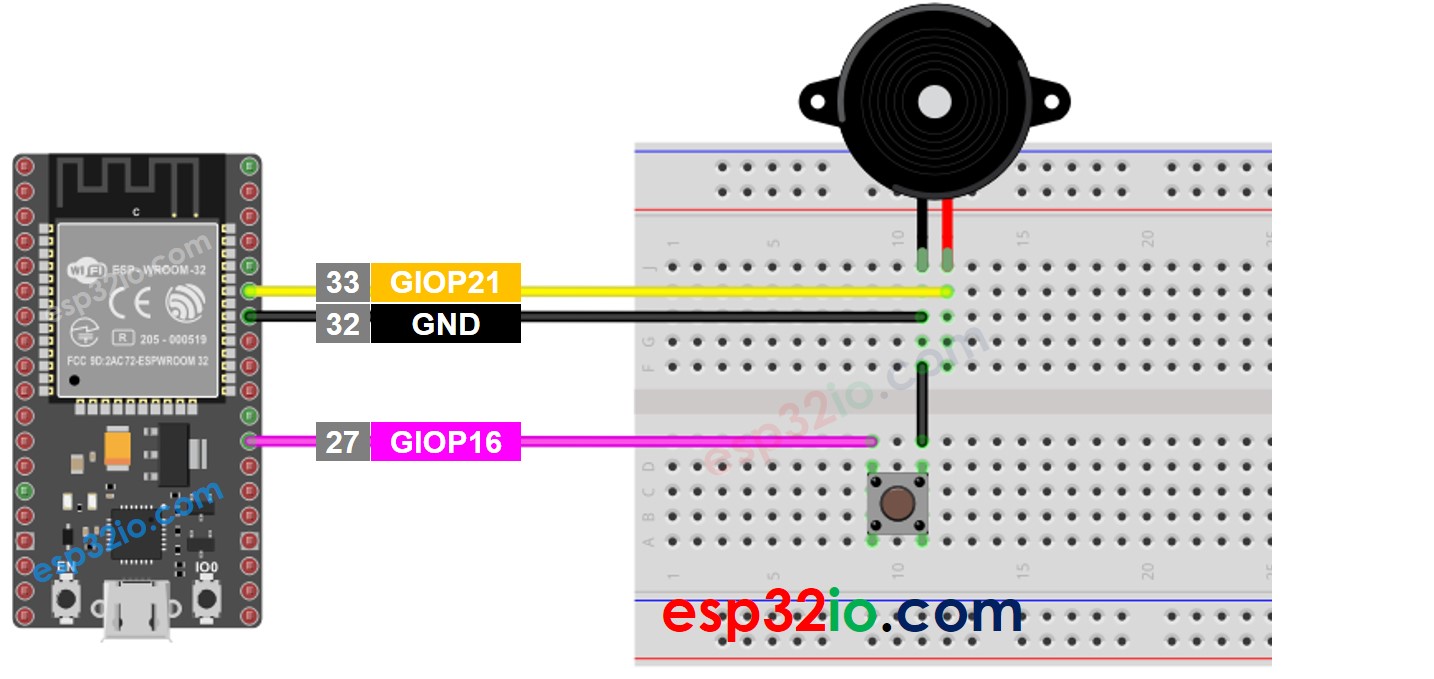 C
WiFi ESP - WROOM -32
CE
R 205 - 000519
FCC 9D:2AC72-ESPWROOM 32
esp32io.com
EN
IO0
esp32io.com
33 GIOP21
32 GND
27 GIOP16
1 5 10 15 20 25
J
G
F
esp32io.com
D
C
B
A
1 5 10 15 20 25
esp32io.com